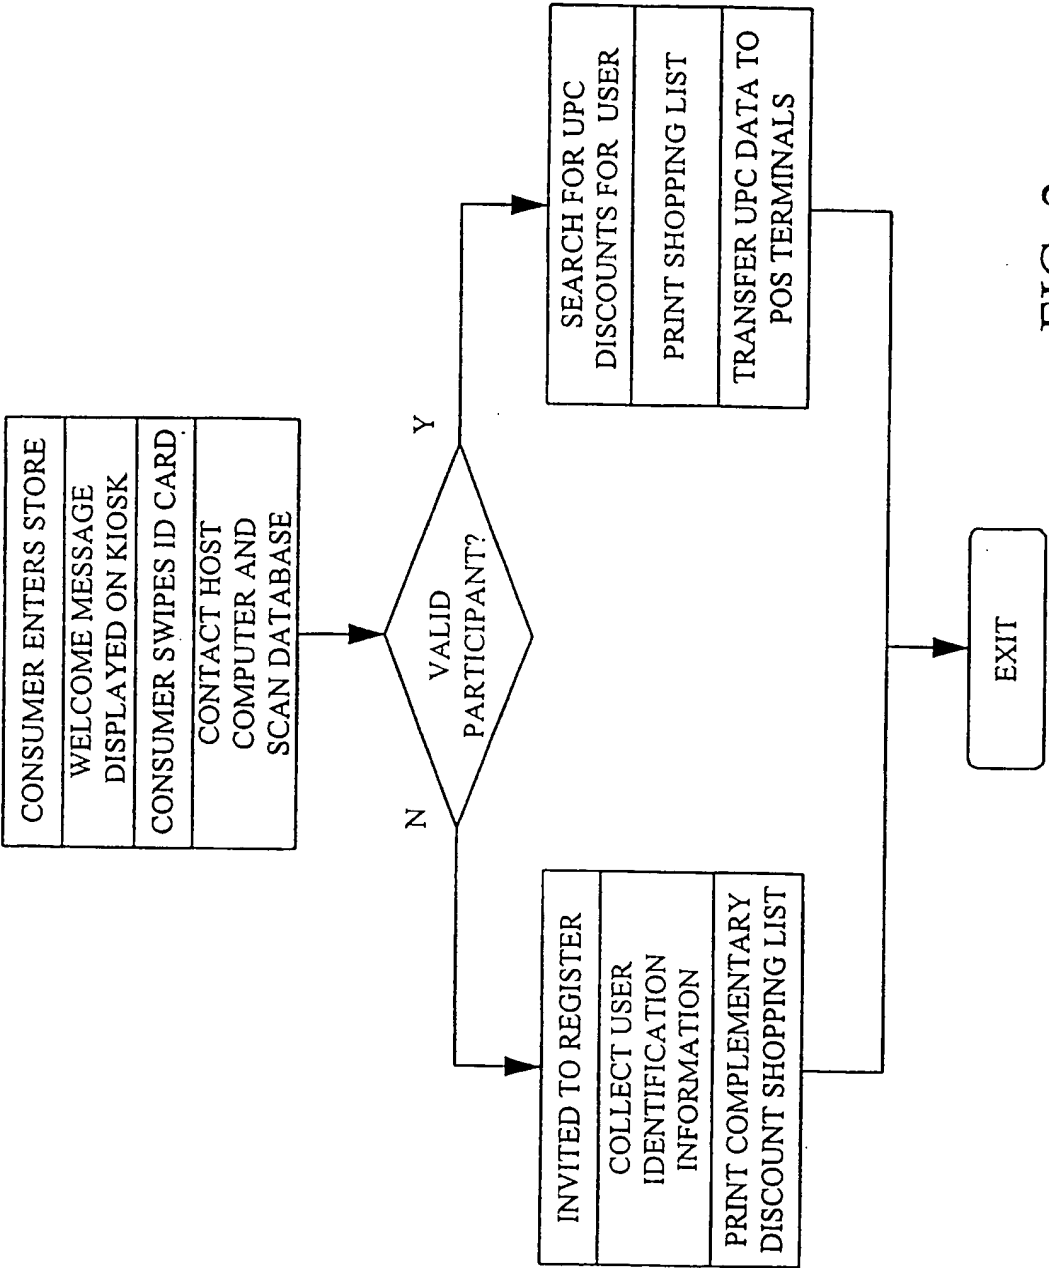 CONSUMER ENTERS STORE
WELCOME MESSAGE
DISPLAYED ON KIOSK
CONSUMER SWIPES ID CARD
CONTACT HOST
COMPUTER AND
SCAN DATABASE
N
Y
VALID
PARTICIPANT?
INVITED TO REGISTER
COLLECT USER
IDENTIFICATION
INFORMATION
PRINT COMPLEMENTARY
DISCOUNT SHOPPING LIST
SEARCH FOR UPC
DISCOUNTS FOR USER
PRINT SHOPPING LIST
TRANSFER UPC DATA TO
POS TERMINALS
EXIT